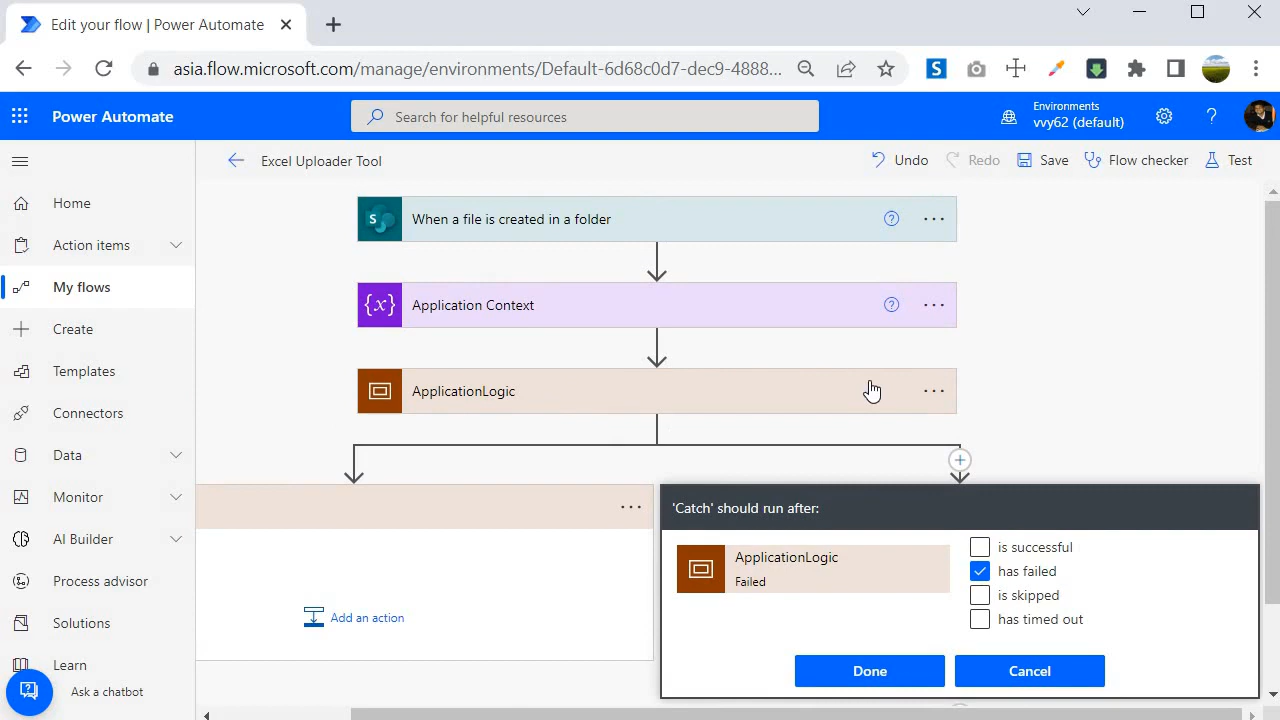 Edit your flow | Power Automate
asia.flow.microsoft.com/manage/environments/Default-6d68c0d7-dec9-4888...
S
Power Automate
Search for helpful resources
Environments
vvy62 (default)
?
Excel Uploader Tool
Undo
Redo
Save
Flow checker
Test
Home
Action items
My flows
Create
Templates
Connectors
Data
Monitor
AI Builder
Process advisor
Solutions
Learn
Ask a chatbot
S
When a file is created in a folder
?
{x}
Application Context
?
ApplicationLogic
Add an action
'Catch' should run after:
ApplicationLogic
Failed
is successful
has failed
is skipped
has timed out
Done
Cancel